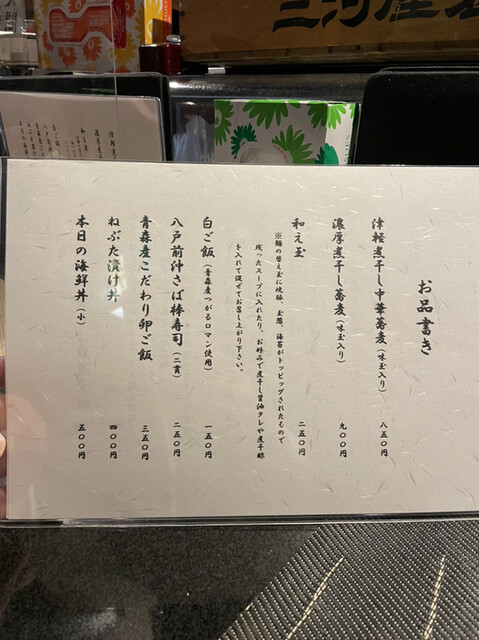 三河屋
お品書き
津軽煮干し中華蕎麦（味玉入り） 八五〇円
濃厚煮干し蕎麦（味玉入り） 九〇〇円
和え玉 二五〇円
※麺の替え玉に焼豚、玉葱、海苔がトッピングされたもので
残ったスープに入れたり、お好みで煮干し醤油タレや煮干酢
を入れて混ぜてお召し上がり下さい。
白ご飯（青森産つがるロマン使用） 一五〇円
八戸前沖さば棒寿司（二貫） 二五〇円
青森産こだわり卵ご飯 三五〇円
ねぶた漬け丼 四〇〇円
本日の海鮮丼（小） 五〇〇円